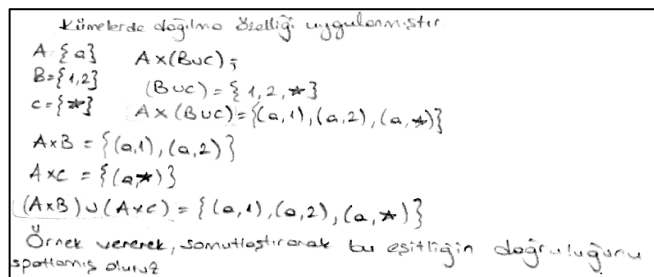 Kümelerde dağılma özelliği uygulanmıştır.
A = {a} A x (B ∪ C) ;
B = {1,2} (B ∪ C) = {1, 2, *}
C = {*} A x (B ∪ C) = {(a,1), (a,2), (a,*)}
A x B = {(a,1), (a,2)}
A x C = {(a,*)}
(A x B) ∪ (A x C) = {(a,1), (a,2), (a,*)}
Örnek vererek, somutlaştırarak bu eşitliğin doğruluğunu
ispatlamış oluruz